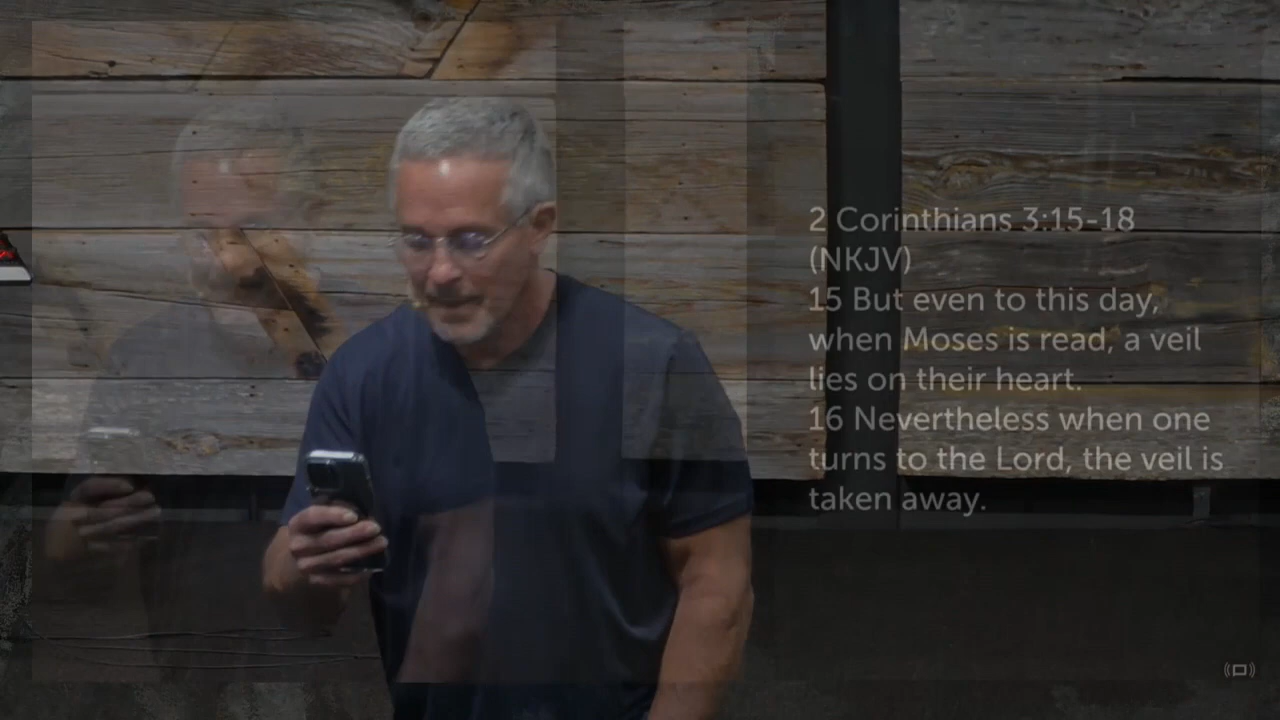 2 Corinthians 3:15-18
(NKJV)
15 But even to this day,
when Moses is read, a veil
lies on their heart.
16 Nevertheless when one
turns to the Lord, the veil is
taken away.